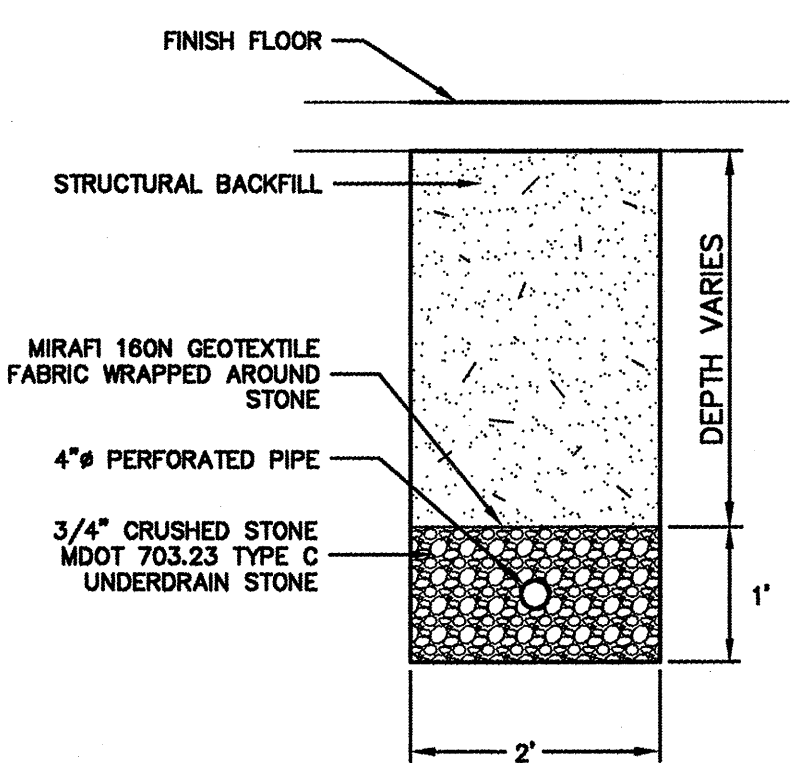 FINISH FLOOR
STRUCTURAL BACKFILL
DEPTH VARIES
MIRAFI 160N GEOTEXTILE
FABRIC WRAPPED AROUND
STONE
4"ø PERFORATED PIPE
3/4" CRUSHED STONE
MDOT 703.23 TYPE C
UNDERDRAIN STONE
1'
2'